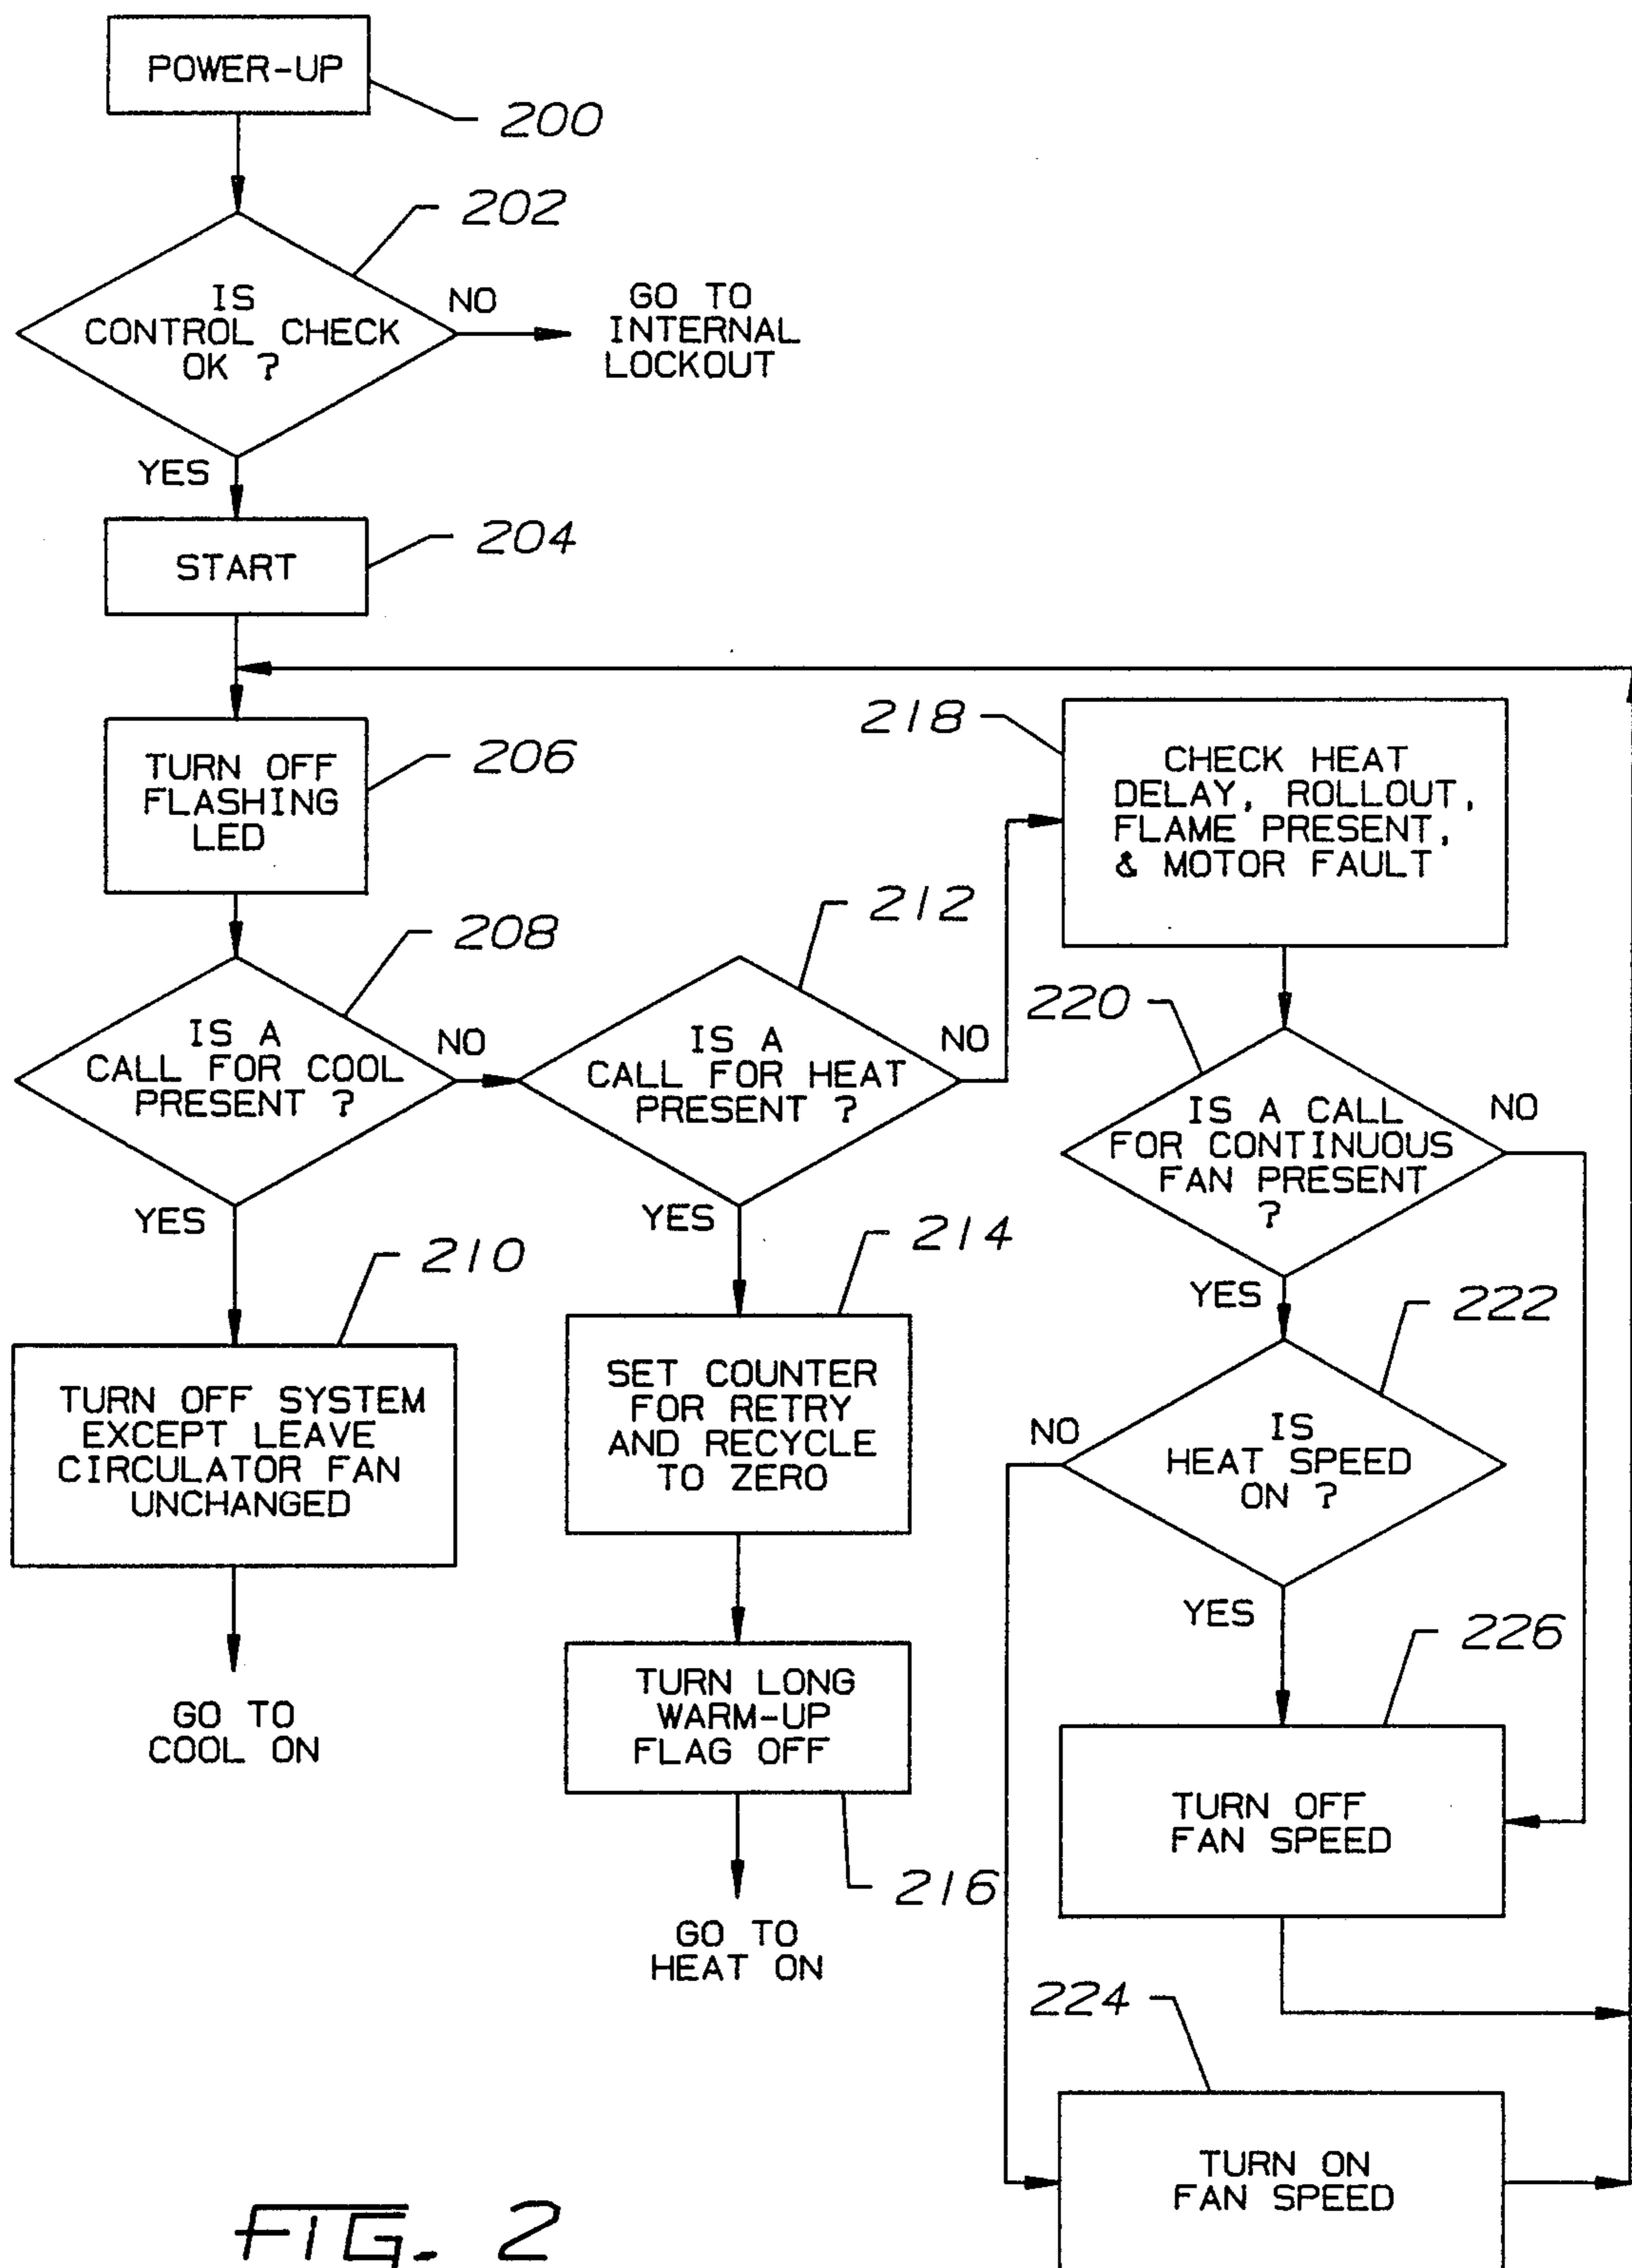 POWER-UP
200
202
IS
CONTROL CHECK
OK ?
NO
GO TO
INTERNAL
LOCKOUT
YES
START
204
TURN OFF
FLASHING
LED
206
208
IS A
CALL FOR COOL
PRESENT ?
NO
YES
210
TURN OFF SYSTEM
EXCEPT LEAVE
CIRCULATOR FAN
UNCHANGED
GO TO
COOL ON
212
IS A
CALL FOR HEAT
PRESENT ?
NO
YES
214
SET COUNTER
FOR RETRY
AND RECYCLE
TO ZERO
TURN LONG
WARM-UP
FLAG OFF
216
GO TO
HEAT ON
218
CHECK HEAT
DELAY, ROLLOUT,
FLAME PRESENT,
& MOTOR FAULT
220
IS A CALL
FOR CONTINUOUS
FAN PRESENT
?
NO
YES
222
IS
HEAT SPEED
ON ?
NO
YES
226
TURN OFF
FAN SPEED
224
TURN ON
FAN SPEED
FIG. 2